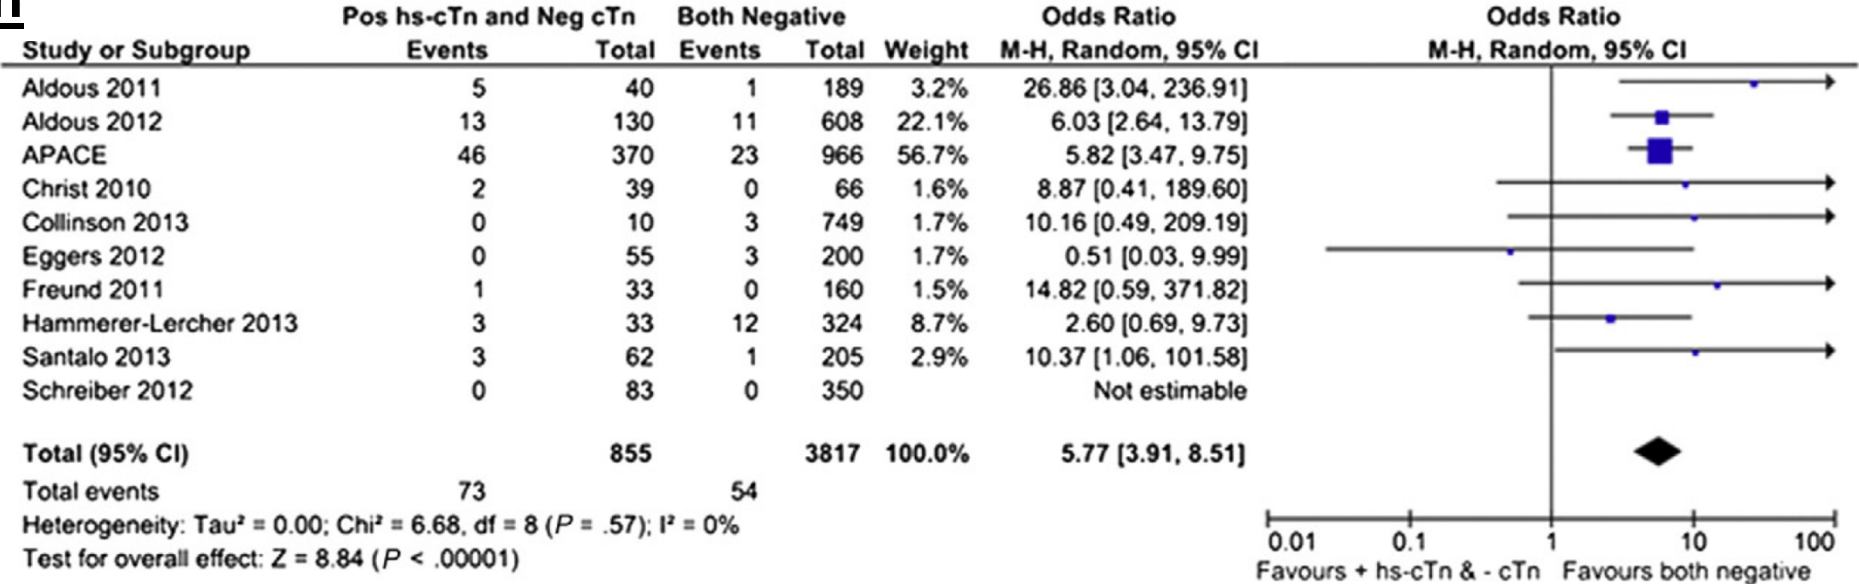 Pos hs-cTn and Neg cTn Both Negative Odds Ratio Odds Ratio
Study or Subgroup Events Total Events Total Weight M-H, Random, 95% CI M-H, Random, 95% CI
Aldous 2011 5 40 1 189 3.2% 26.86 [3.04, 236.91]
Aldous 2012 13 130 11 608 22.1% 6.03 [2.64, 13.79]
APACE 46 370 23 966 56.7% 5.82 [3.47, 9.75]
Christ 2010 2 39 0 66 1.6% 8.87 [0.41, 189.60]
Collinson 2013 0 10 3 749 1.7% 10.16 [0.49, 209.19]
Eggers 2012 0 55 3 200 1.7% 0.51 [0.03, 9.99]
Freund 2011 1 33 0 160 1.5% 14.82 [0.59, 371.82]
Hammerer-Lercher 2013 3 33 12 324 8.7% 2.60 [0.69, 9.73]
Santalo 2013 3 62 1 205 2.9% 10.37 [1.06, 101.58]
Schreiber 2012 0 83 0 350 Not estimable
Total (95% CI) 855 3817 100.0% 5.77 [3.91, 8.51]
Total events 73 54
Heterogeneity: Tau² = 0.00; Chi² = 6.68, df = 8 (P = .57); I² = 0%
Test for overall effect: Z = 8.84 (P < .00001)
0.01 0.1 1 10 100
Favours + hs-cTn & - cTn Favours both negative